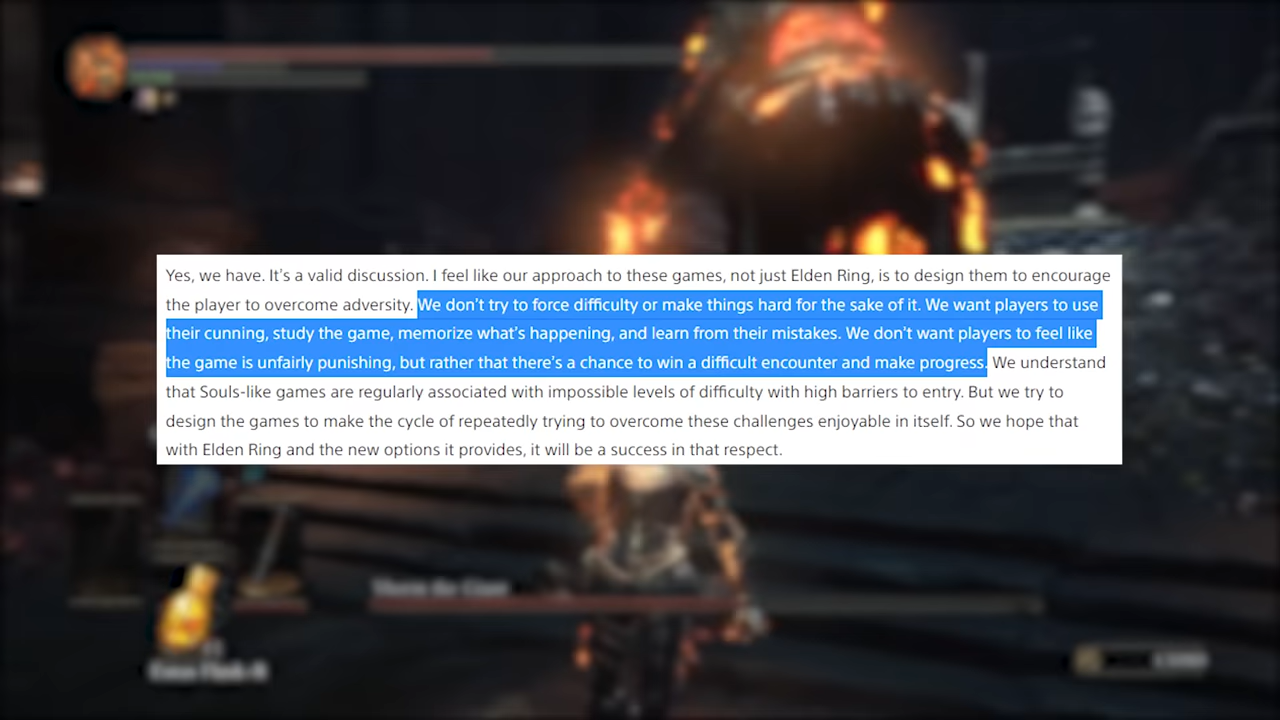 Yes, we have. It's a valid discussion. I feel like our approach to these games, not just Elden Ring, is to design them to encourage
the player to overcome adversity. We don't try to force difficulty or make things hard for the sake of it. We want players to use
their cunning, study the game, memorize what's happening, and learn from their mistakes. We don't want players to feel like
the game is unfairly punishing, but rather that there's a chance to win a difficult encounter and make progress. We understand
that Souls-like games are regularly associated with impossible levels of difficulty with high barriers to entry. But we try to
design the games to make the cycle of repeatedly trying to overcome these challenges enjoyable in itself. So we hope that
with Elden Ring and the new options it provides, it will be a success in that respect.